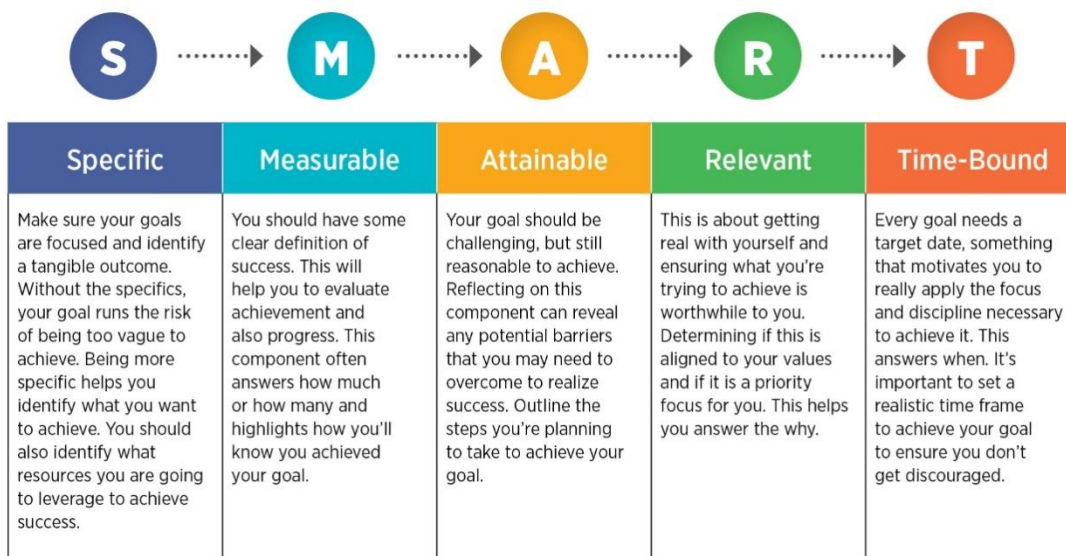 S
M
A
R
T
Specific
Measurable
Attainable
Relevant
Time-Bound
Make sure your goals
are focused and identify
a tangible outcome.
Without the specifics,
your goal runs the risk
of being too vague to
achieve. Being more
specific helps you
identify what you want
to achieve. You should
also identify what
resources you are going
to leverage to achieve
success.
You should have some
clear definition of
success. This will
help you to evaluate
achievement and
also progress. This
component often
answers how much
or how many and
highlights how you'll
know you achieved
your goal.
Your goal should be
challenging, but still
reasonable to achieve.
Reflecting on this
component can reveal
any potential barriers
that you may need to
overcome to realize
success. Outline the
steps you're planning
to take to achieve your
goal.
This is about getting
real with yourself and
ensuring what you're
trying to achieve is
worthwhile to you.
Determining if this is
aligned to your values
and if it is a priority
focus for you. This helps
you answer the why.
Every goal needs a
target date, something
that motivates you to
really apply the focus
and discipline necessary
to achieve it. This
answers when. It's
important to set a
realistic time frame
to achieve your goal
to ensure you don't
get discouraged.